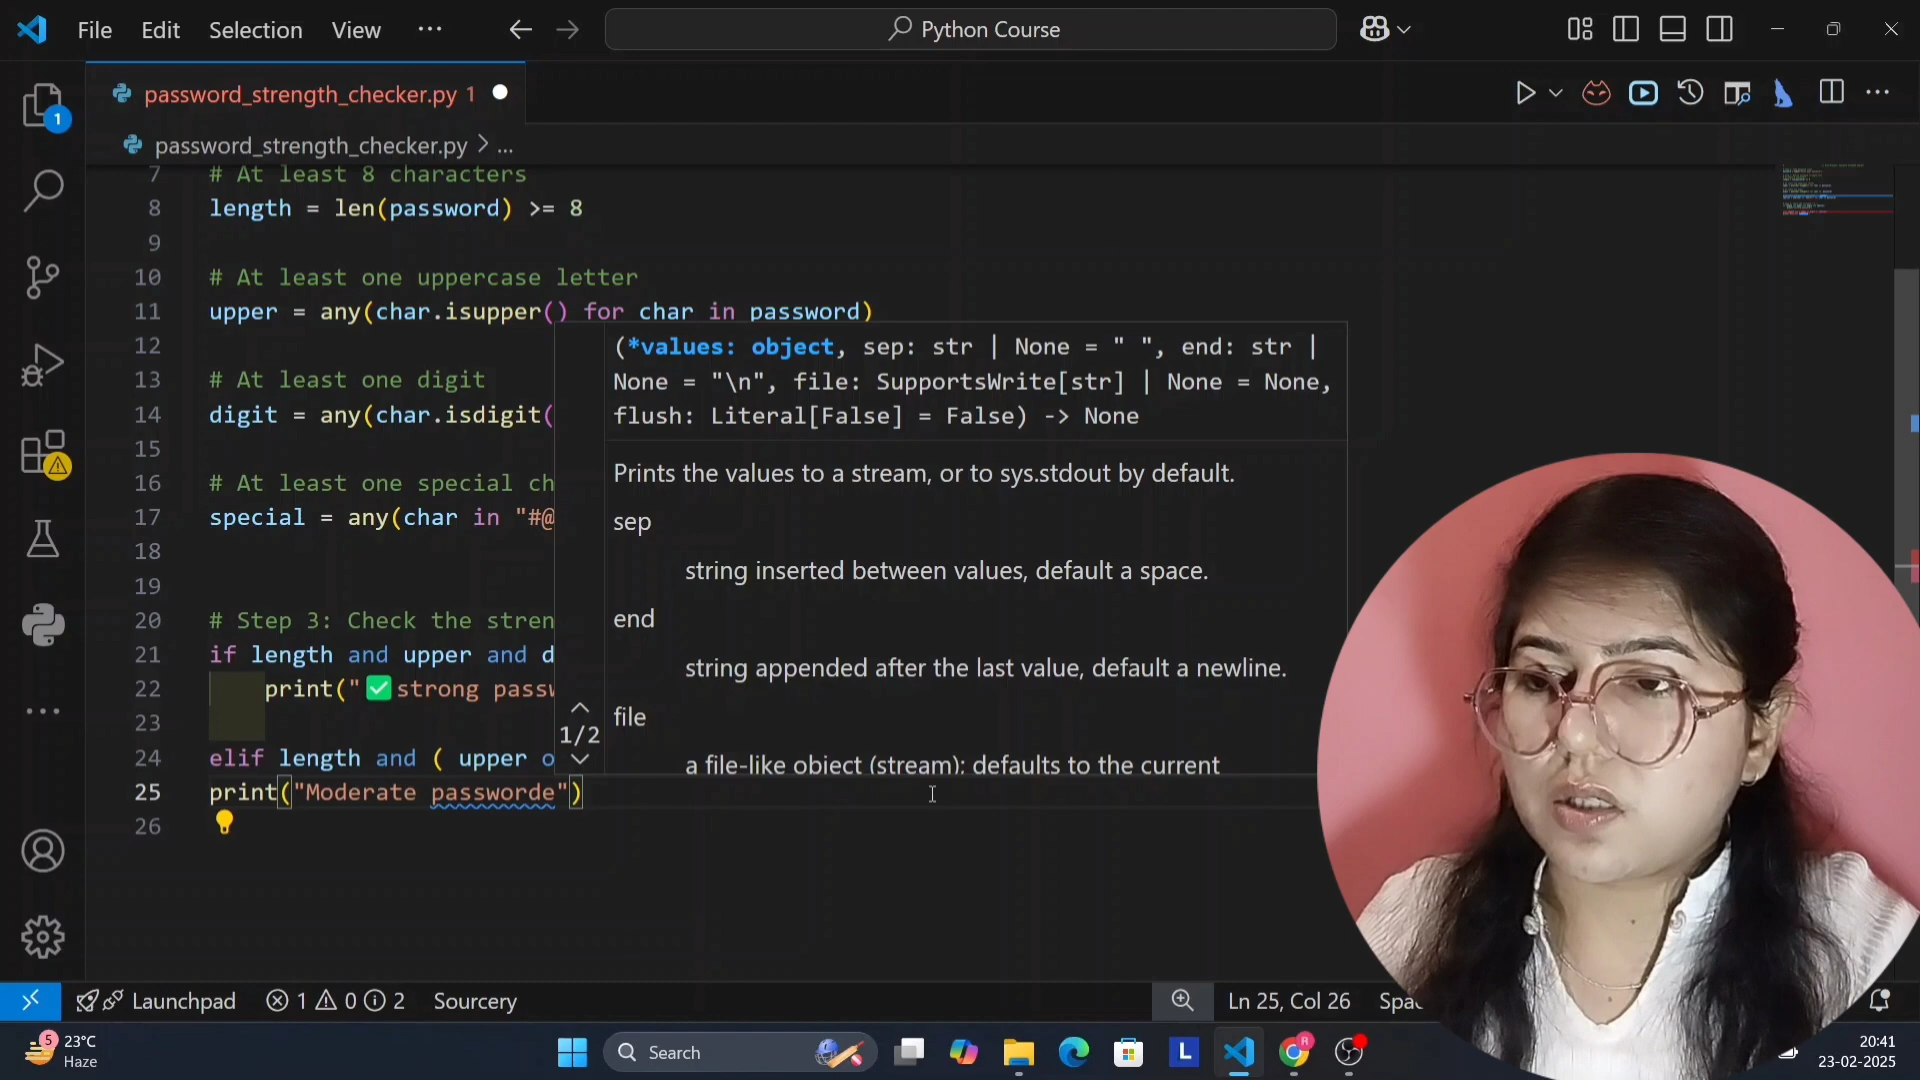 File Edit Selection View ...
Python Course
password_strength_checker.py 1
password_strength_checker.py > ...
7 # At least 8 characters
8 length = len(password) >= 8
9
10 # At least one uppercase letter
11 upper = any(char.isupper() for char in password)
12
13 # At least one digit
14 digit = any(char.isdigit(
15
16 # At least one special ch
17 special = any(char in "#@
18
19
20 # Step 3: Check the stren
21 if length and upper and d
22 print("✅strong passw
23
24 elif length and ( upper o
25 print("Moderate passworde")
26
(*values: object, sep: str | None = " ", end: str |
None = "\n", file: SupportsWrite[str] | None = None,
flush: Literal[False] = False) -> None
Prints the values to a stream, or to sys.stdout by default.
sep
string inserted between values, default a space.
end
string appended after the last value, default a newline.
file
a file-like object (stream): defaults to the current
1/2
1
Launchpad 1 0 2 Sourcery
Ln 25, Col 26 Spac
5
23°C
Haze
Search
L
R
20:41
23-02-2025